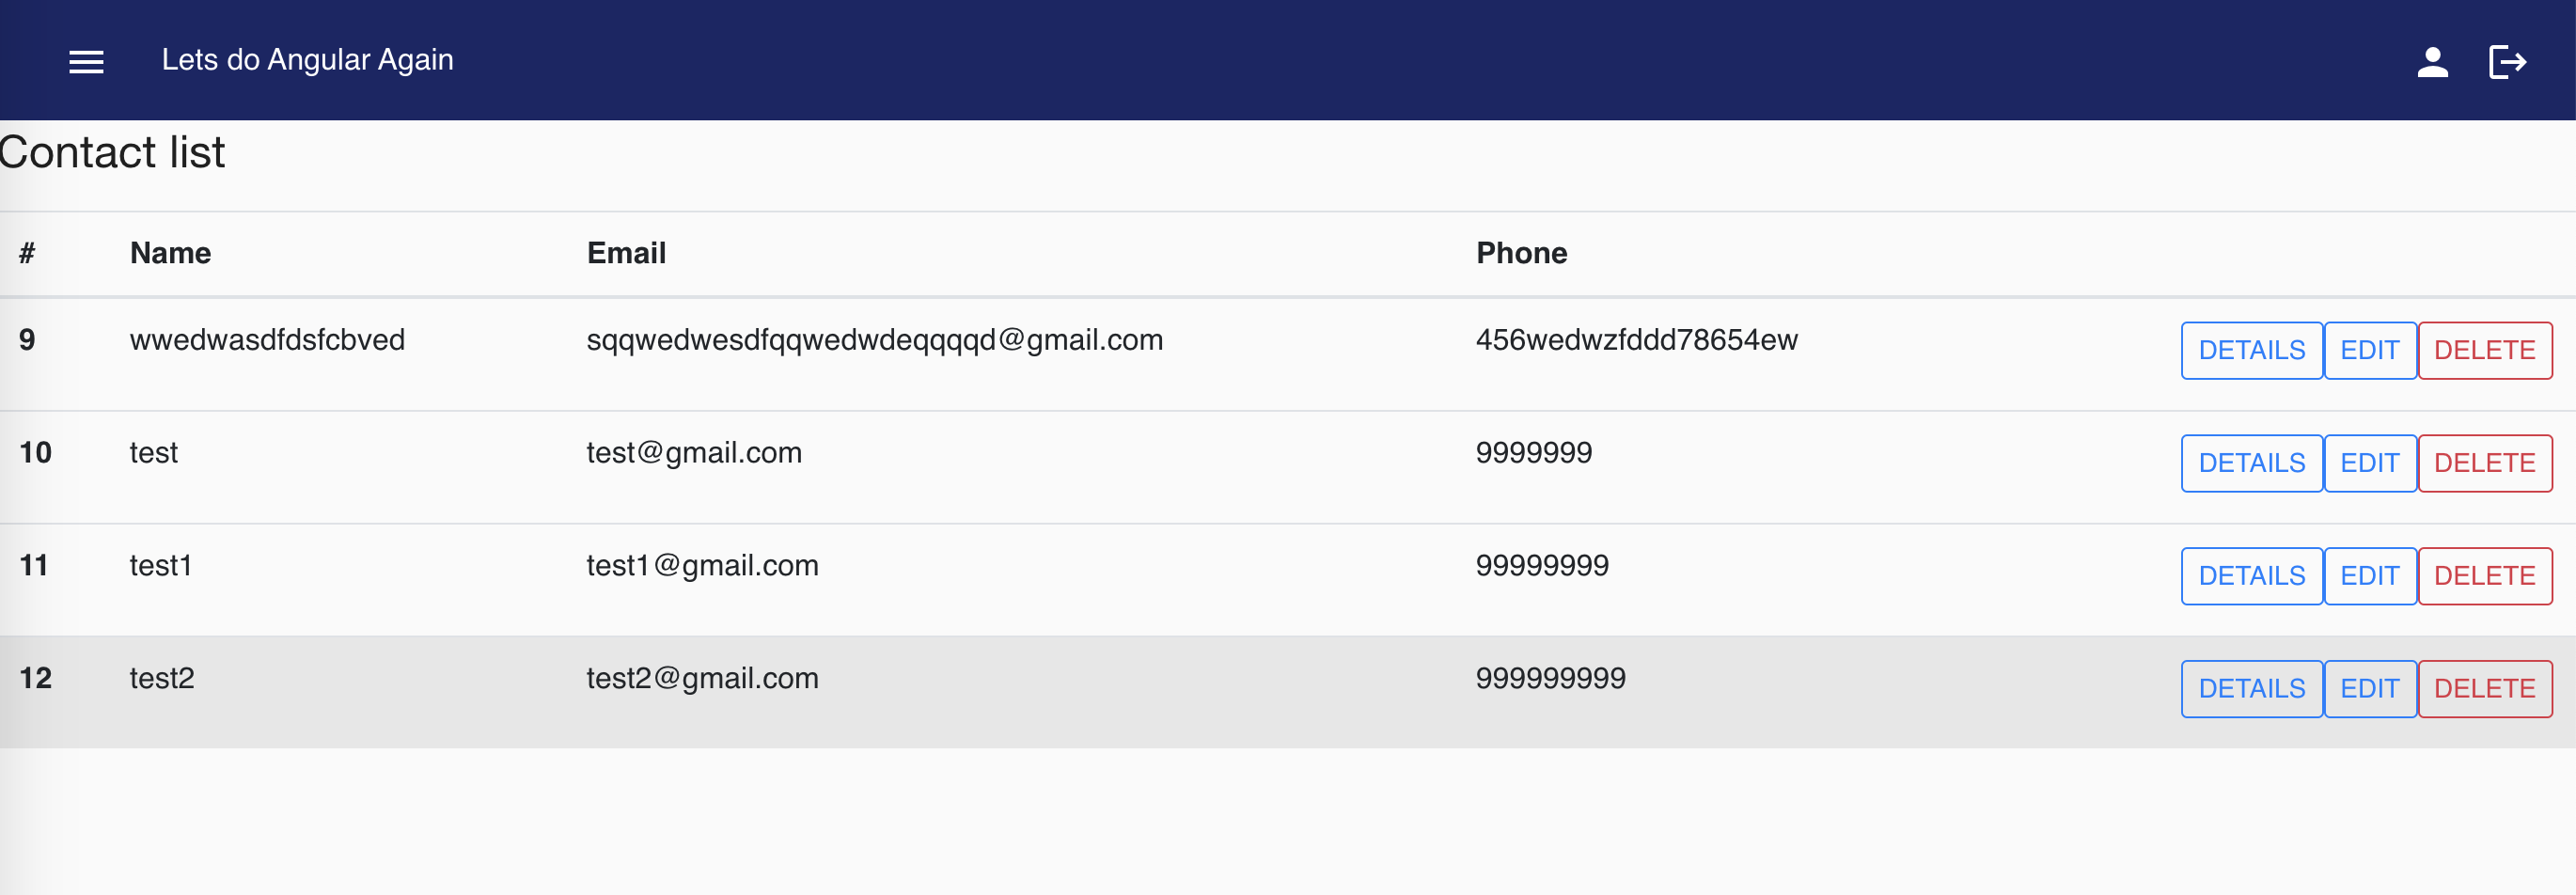 Lets do Angular Again
Contact list
# Name Email Phone
9 wwedwasdfdsfcbved sqqwedwesdfqqwedwdeqqqqd@gmail.com 456wedwzfddd78654ew DETAILS EDIT DELETE
10 test test@gmail.com 9999999 DETAILS EDIT DELETE
11 test1 test1@gmail.com 99999999 DETAILS EDIT DELETE
12 test2 test2@gmail.com 999999999 DETAILS EDIT DELETE